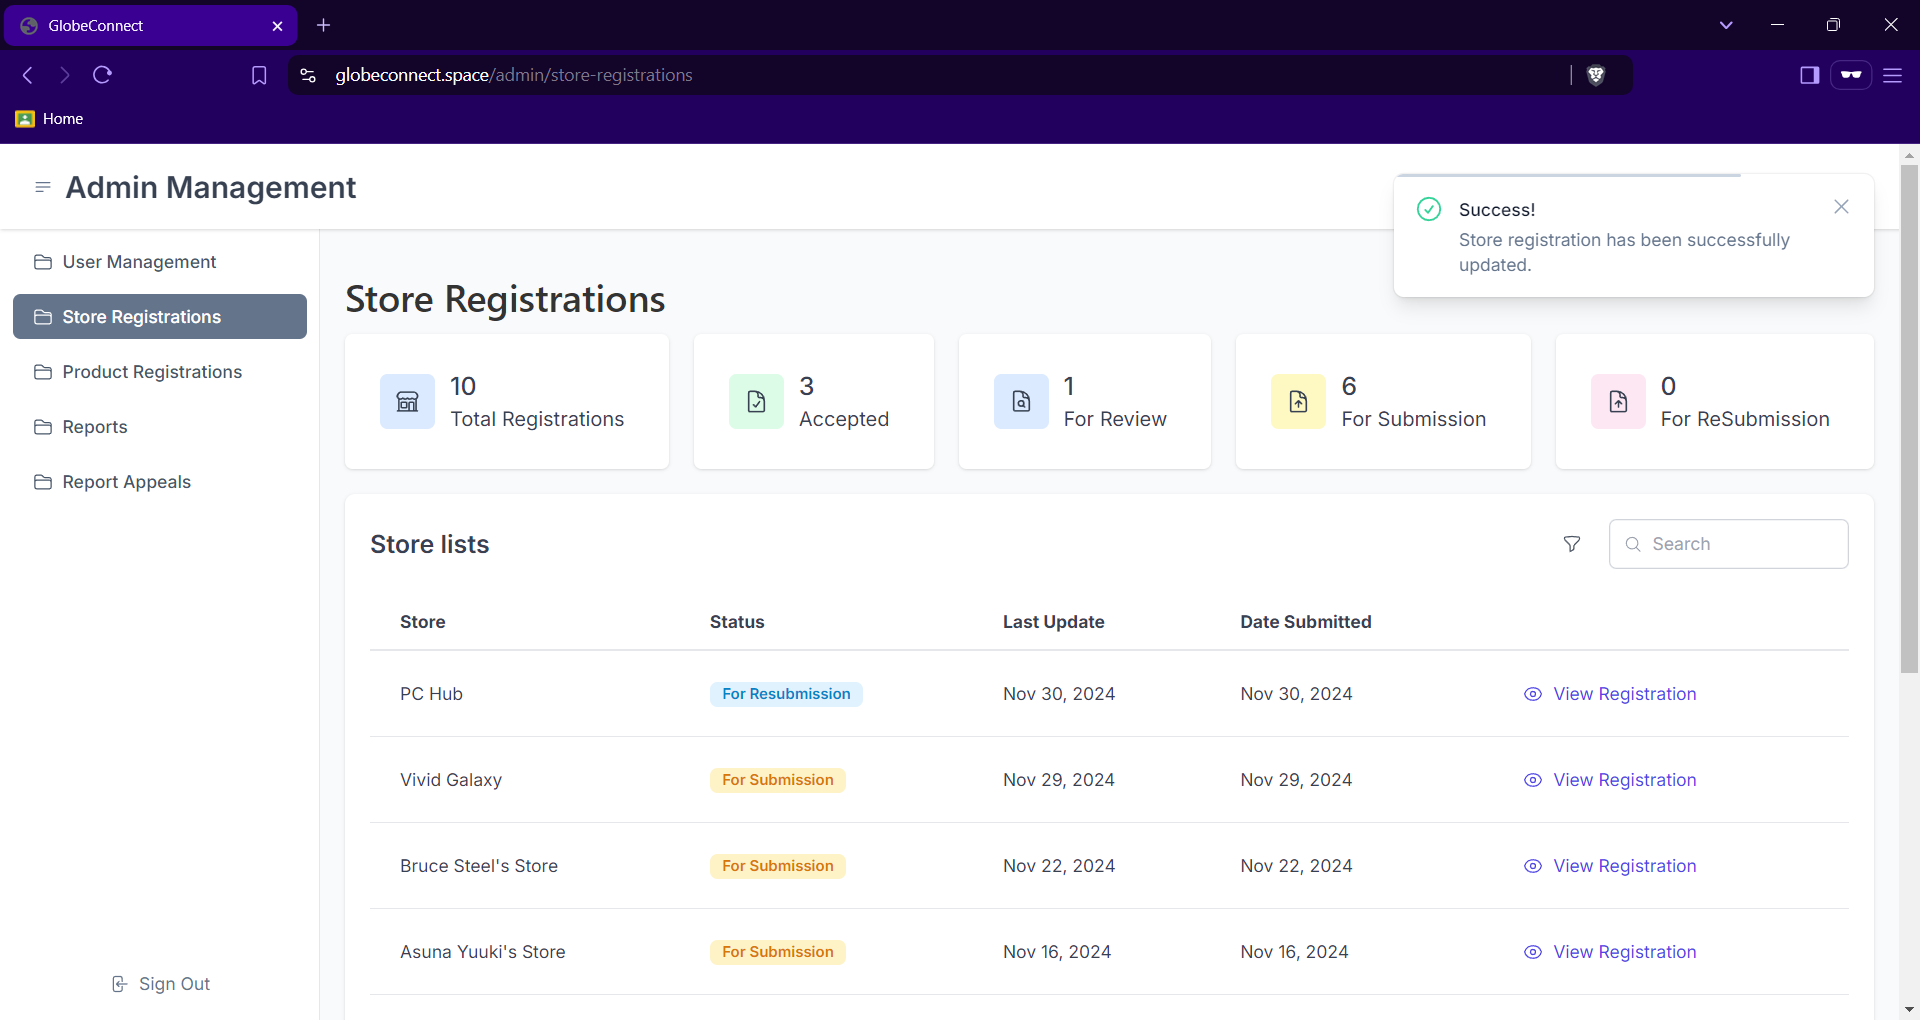 GlobeConnect
globeconnect.space/admin/store-registrations
Home
Admin Management
Success!
Store registration has been successfully
updated.
User Management
Store Registrations
Product Registrations
Reports
Report Appeals
Sign Out
Store Registrations
10
Total Registrations
3
Accepted
1
For Review
6
For Submission
0
For ReSubmission
Store lists
Search
Store Status Last Update Date Submitted
PC Hub For Resubmission Nov 30, 2024 Nov 30, 2024 View Registration
Vivid Galaxy For Submission Nov 29, 2024 Nov 29, 2024 View Registration
Bruce Steel's Store For Submission Nov 22, 2024 Nov 22, 2024 View Registration
Asuna Yuuki's Store For Submission Nov 16, 2024 Nov 16, 2024 View Registration